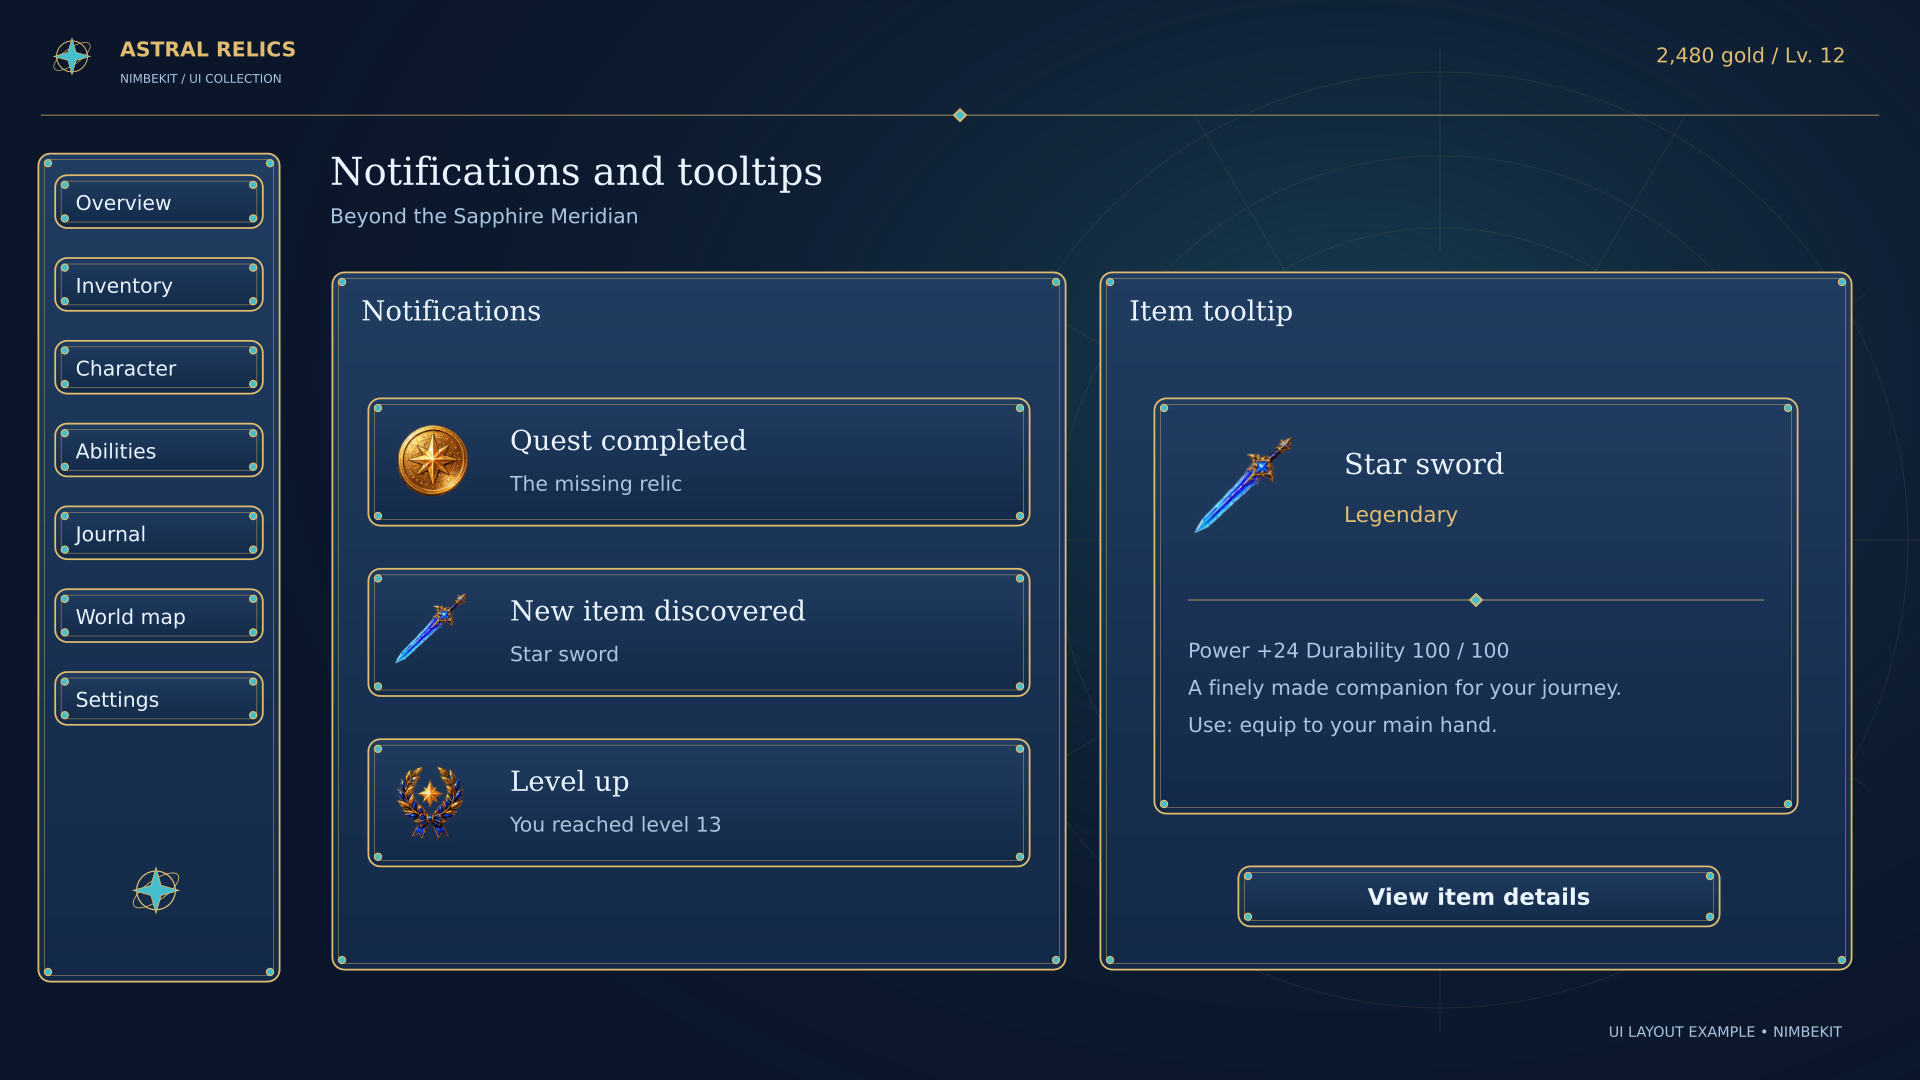 ASTRAL RELICS
NIMBEKIT / UI COLLECTION
2,480 gold / Lv. 12
Overview
Inventory
Character
Abilities
Journal
World map
Settings
Notifications and tooltips
Beyond the Sapphire Meridian
Notifications
Quest completed
The missing relic
New item discovered
Star sword
Level up
You reached level 13
Item tooltip
Star sword
Legendary
Power +24 Durability 100 / 100
A finely made companion for your journey.
Use: equip to your main hand.
View item details
UI LAYOUT EXAMPLE • NIMBEKIT